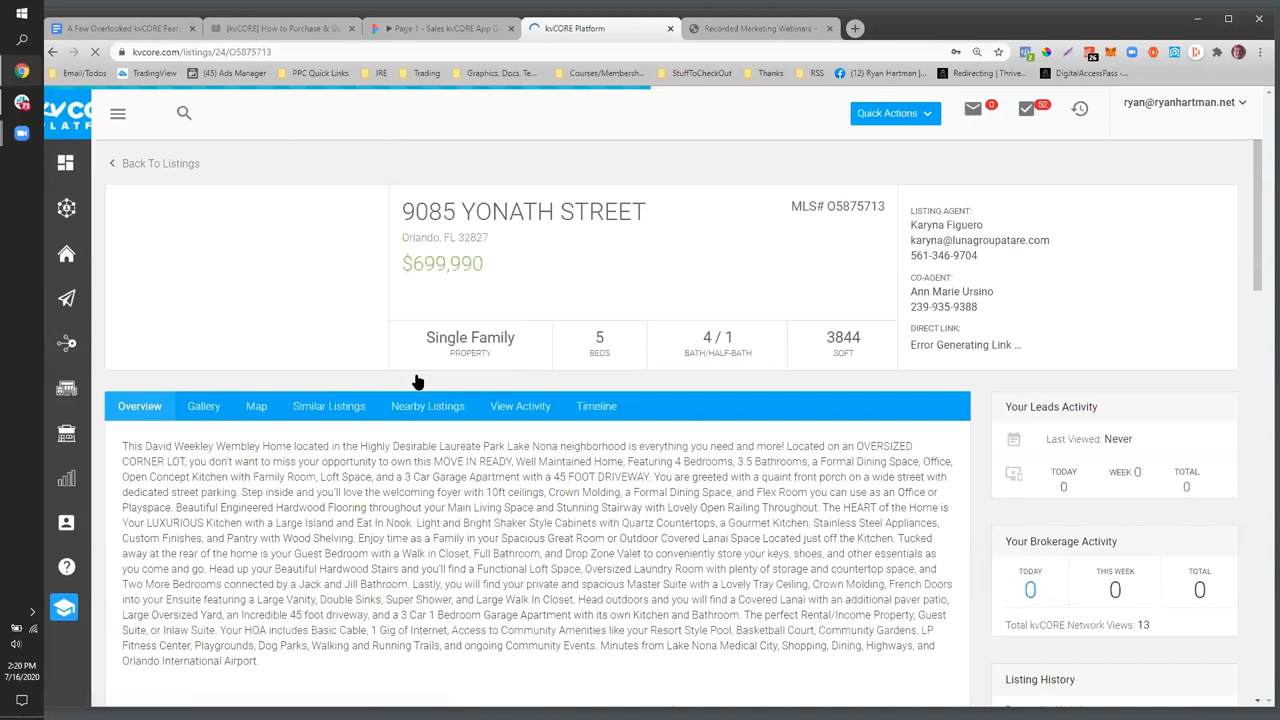 A Few Overlooked kvCORE Feat
[kvCORE] How to Purchase & U
Page 1 - Sales kvCORE App D
kvCORE Platform
Recorded Marketing Webinars -
kvcore.com/listings/24/O5875713
Email/Todos
TradingView
(45) Ads Manager
PPC Quick Links
IRE
Trading
Graphics, Docs, Te...
Courses/Membersh...
StuffToCheckOut
Thanks
RSS
(12) Ryan Hartman |...
Redirecting | Thrive...
DigitalAccessPass –...
2
26
kvCO
PLATF
Quick Actions
0
52
ryan@ryanhartman.net
Back To Listings
9085 YONATH STREET
MLS# O5875713
Orlando, FL 32827
$699,990
Single Family
PROPERTY
5
BEDS
4 / 1
BATH/HALF-BATH
3844
SQFT
LISTING AGENT:
Karyna Figuero
karyna@lunagroupatare.com
561-346-9704
CO-AGENT:
Ann Marie Ursino
239-935-9388
DIRECT LINK:
Error Generating Link ...
Overview
Gallery
Map
Similar Listings
Nearby Listings
View Activity
Timeline
This David Weekley Wembley Home located in the Highly Desirable Laureate Park Lake Nona neighborhood is everything you need and more! Located on an OVERSIZED
CORNER LOT, you don't want to miss your opportunity to own this MOVE IN READY, Well Maintained Home, Featuring 4 Bedrooms, 3.5 Bathrooms, a Formal Dining Space, Office,
Open Concept Kitchen with Family Room, Loft Space, and a 3 Car Garage Apartment with a 45 FOOT DRIVEWAY. You are greeted with a quaint front porch on a wide street with
dedicated street parking. Step inside and you'll love the welcoming foyer with 10ft ceilings, Crown Molding, a Formal Dining Space, and Flex Room you can use as an Office or
Playspace. Beautiful Engineered Hardwood Flooring throughout your Main Living Space and Stunning Stairway with Lovely Open Railing Throughout. The HEART of the Home is
Your LUXURIOUS Kitchen with a Large Island and Eat In Nook. Light and Bright Shaker Style Cabinets with Quartz Countertops, a Gourmet Kitchen, Stainless Steel Appliances,
Custom Finishes, and Pantry with Wood Shelving. Enjoy time as a Family in your Spacious Great Room or Outdoor Covered Lanai Space Located just off the Kitchen. Tucked
away at the rear of the home is your Guest Bedroom with a Walk in Closet, Full Bathroom, and Drop Zone Valet to conveniently store your keys, shoes, and other essentials as
you come and go. Head up your Beautiful Hardwood Stairs and you'll find a Functional Loft Space, Oversized Laundry Room with plenty of storage and countertop space, and
Two More Bedrooms connected by a Jack and Jill Bathroom. Lastly, you will find your private and spacious Master Suite with a Lovely Tray Ceiling, Crown Molding, French Doors
into your Ensuite featuring a Large Vanity, Double Sinks, Super Shower, and Large Walk In Closet. Head outdoors and you will find a Covered Lanai with an additional paver patio,
Large Oversized Yard, an Incredible 45 foot driveway, and a 3 Car 1 Bedroom Garage Apartment with its own Kitchen and Bathroom. The perfect Rental/Income Property, Guest
Suite, or Inlaw Suite. Your HOA includes Basic Cable, 1 Gig of Internet, Access to Community Amenities like your Resort Style Pool, Basketball Court, Community Gardens, LP
Fitness Center, Playgrounds, Dog Parks, Walking and Running Trails, and ongoing Community Events. Minutes from Lake Nona Medical City, Shopping, Dining, Highways, and
Orlando International Airport.
Your Leads Activity
Last Viewed: Never
TODAY
0
WEEK 0
TOTAL
0
Your Brokerage Activity
TODAY
0
THIS WEEK
0
TOTAL
0
Total kvCORE Network Views: 13
Listing History
2:20 PM
7/16/2020